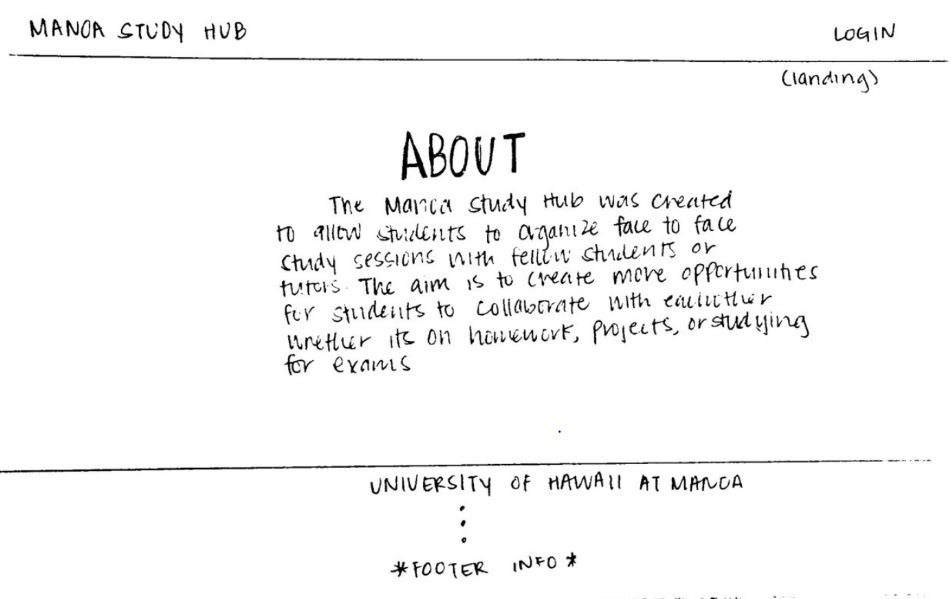 MANOA STUDY HUB
LOGIN
(landing)
ABOUT
The Manoa Study Hub was created
to allow students to organize face to face
study sessions with fellow students or
tutors. The aim is to create more opportunities
for students to collaborate with eachother
whether its on homework, projects, or studying
for exams
UNIVERSITY OF HAWAII AT MANOA
*FOOTER INFO*